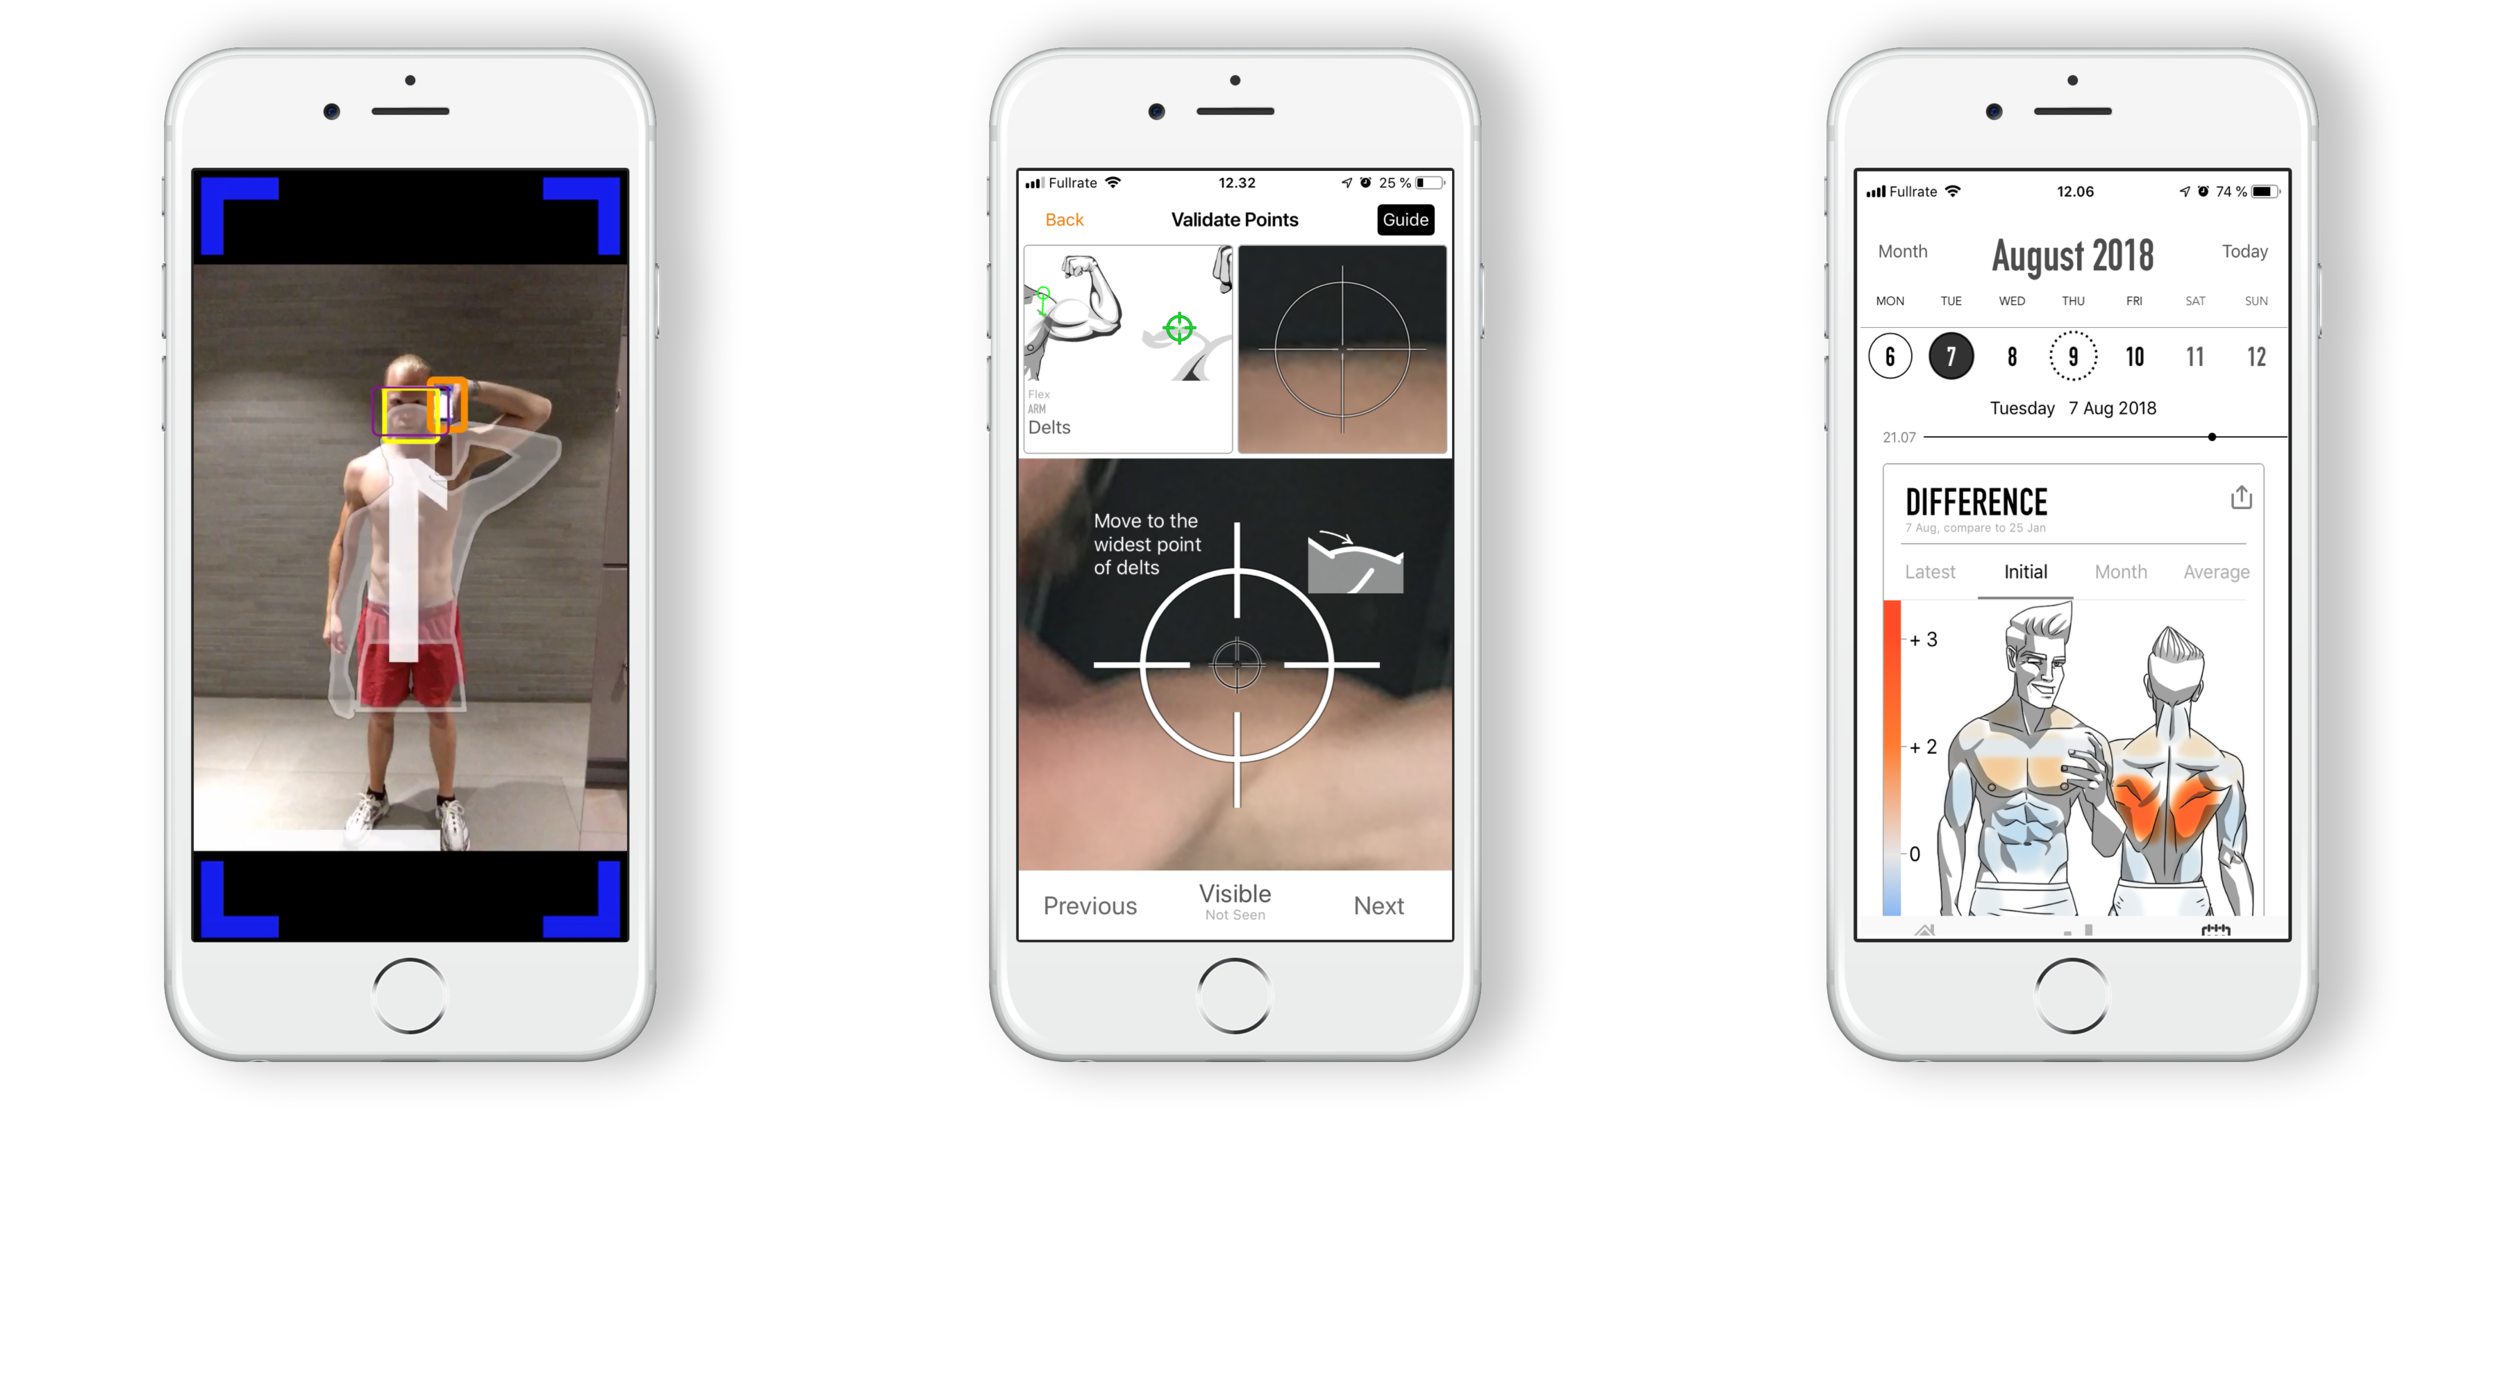 Fullrate 12.32 25 %
Back Validate Points Guide
Flex
ARM
Delts
Move to the
widest point
of delts
Previous Visible Next
Not Seen
Fullrate 12.06 74 %
Month August 2018 Today
MON TUE WED THU FRI SAT SUN
6 7 8 9 10 11 12
Tuesday 7 Aug 2018
21.07
DIFFERENCE
7 Aug, compare to 25 Jan
Latest Initial Month Average
+ 3
+ 2
0